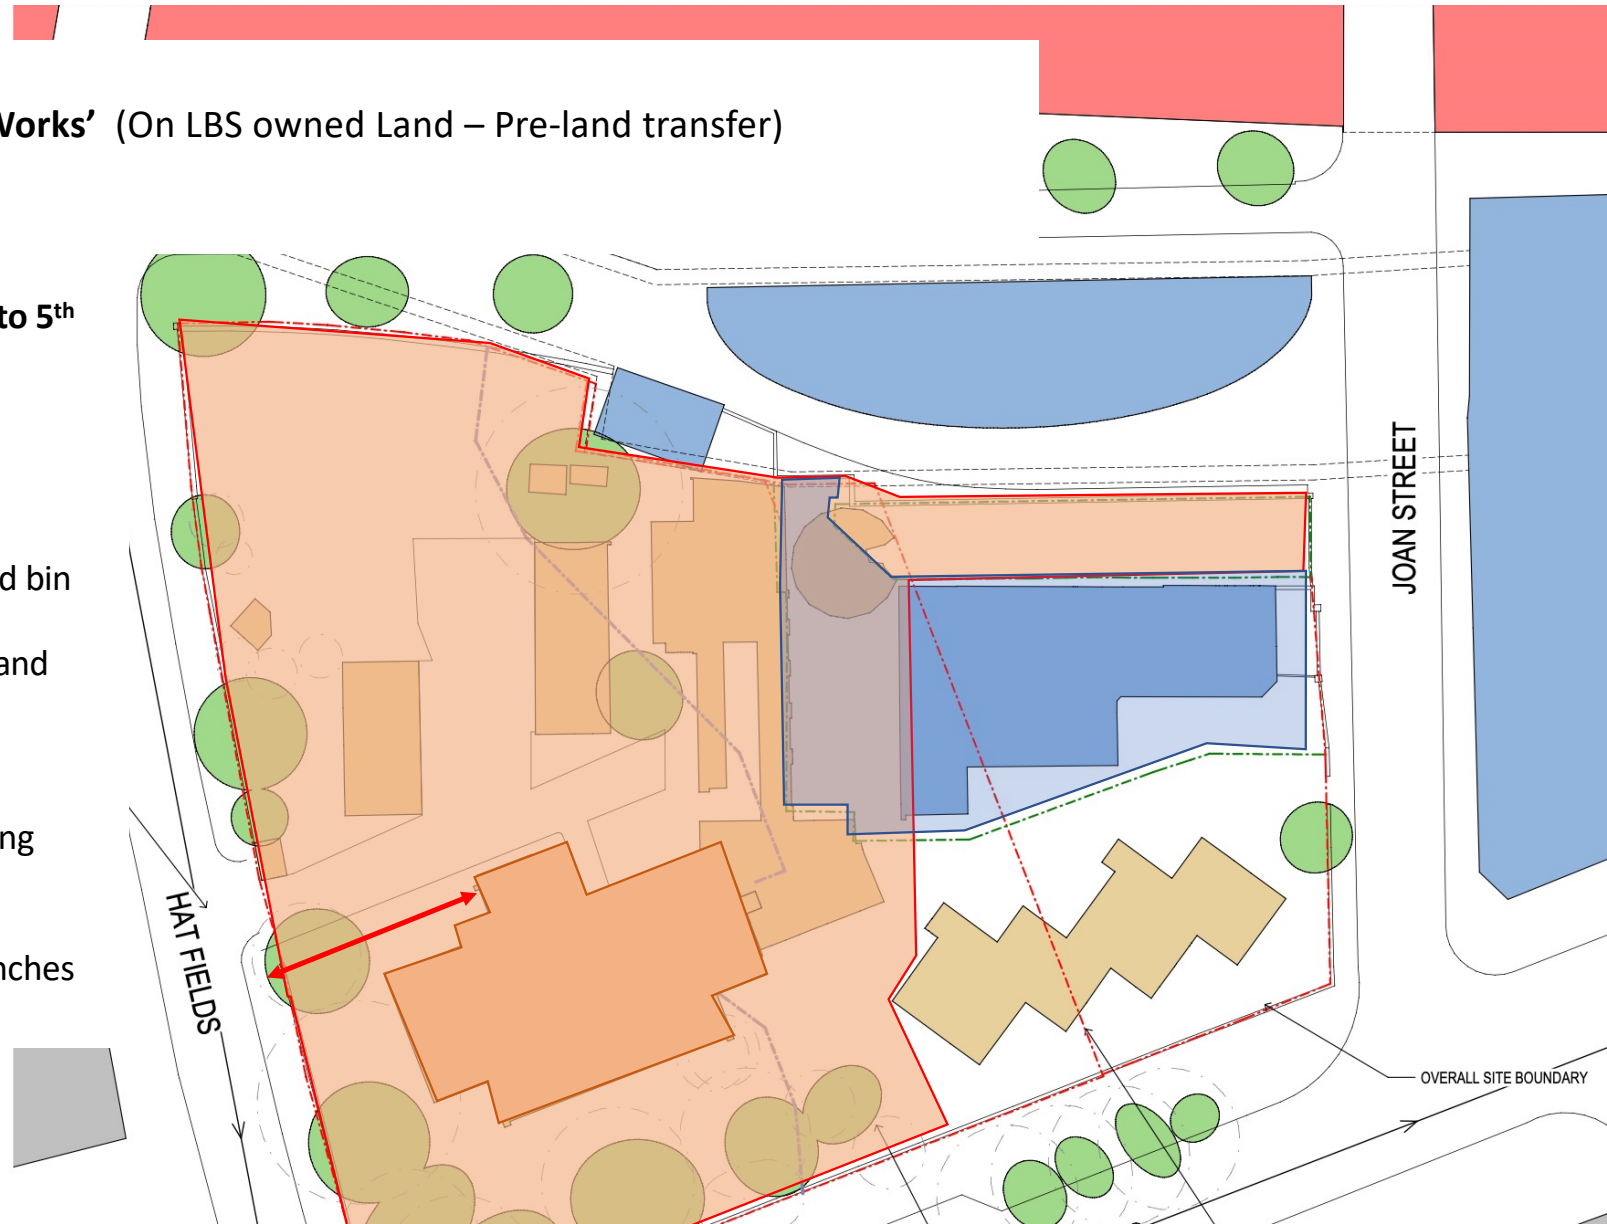 Works’ (On LBS owned Land – Pre-land transfer)
to 5th
d bin
and
ing
nches
JOAN STREET
HAT FIELDS
OVERALL SITE BOUNDARY